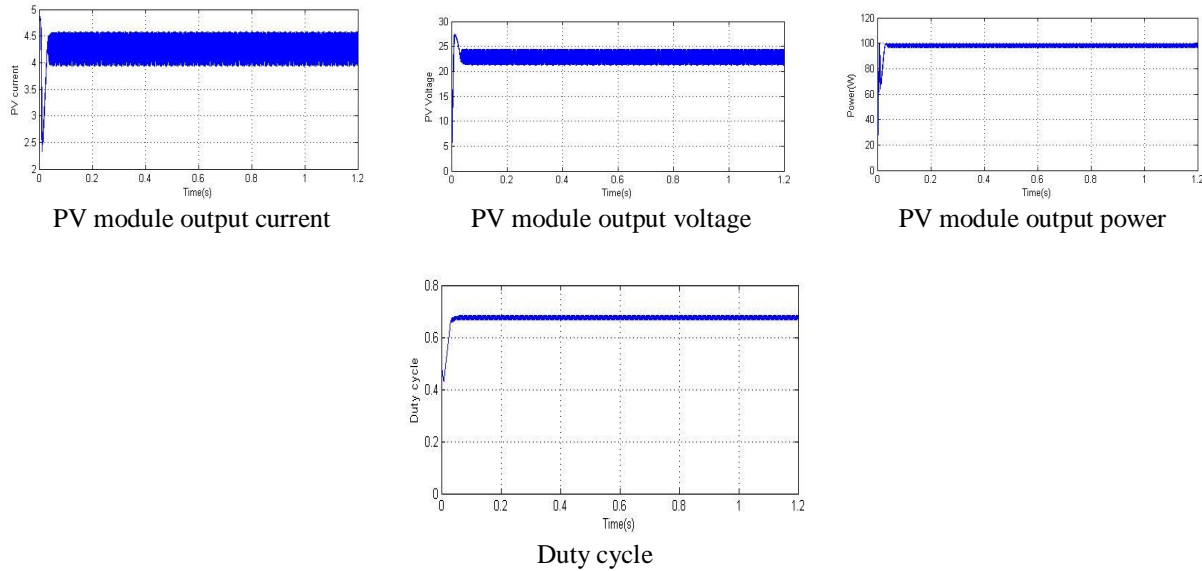 5
4.5
4
3.5
3
2.5
2
PV current
0 0.2 0.4 0.6 0.8 1 1.2
Time(s)
PV module output current
30
25
20
15
10
5
0
PV Voltage
0 0.2 0.4 0.6 0.8 1 1.2
Time(s)
PV module output voltage
120
100
80
60
40
20
0
Power(W)
0 0.2 0.4 0.6 0.8 1 1.2
Time(s)
PV module output power
0.8
0.6
0.4
0.2
0
Duty cycle
0 0.2 0.4 0.6 0.8 1 1.2
Time(s)
Duty cycle